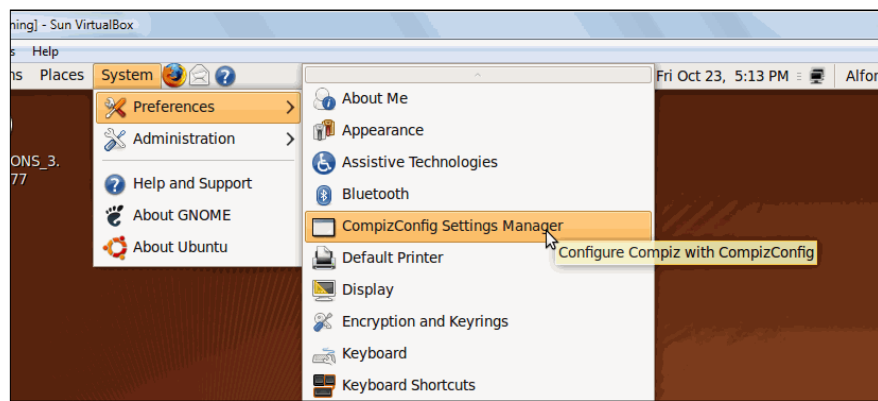 ning] - Sun VirtualBox
s Help
ns Places System Fri Oct 23, 5:13 PM Alfor
Preferences
Administration
Help and Support
About GNOME
About Ubuntu
ONS_3.
77
About Me
Appearance
Assistive Technologies
Bluetooth
CompizConfig Settings Manager
Configure Compiz with CompizConfig
Default Printer
Display
Encryption and Keyrings
Keyboard
Keyboard Shortcuts